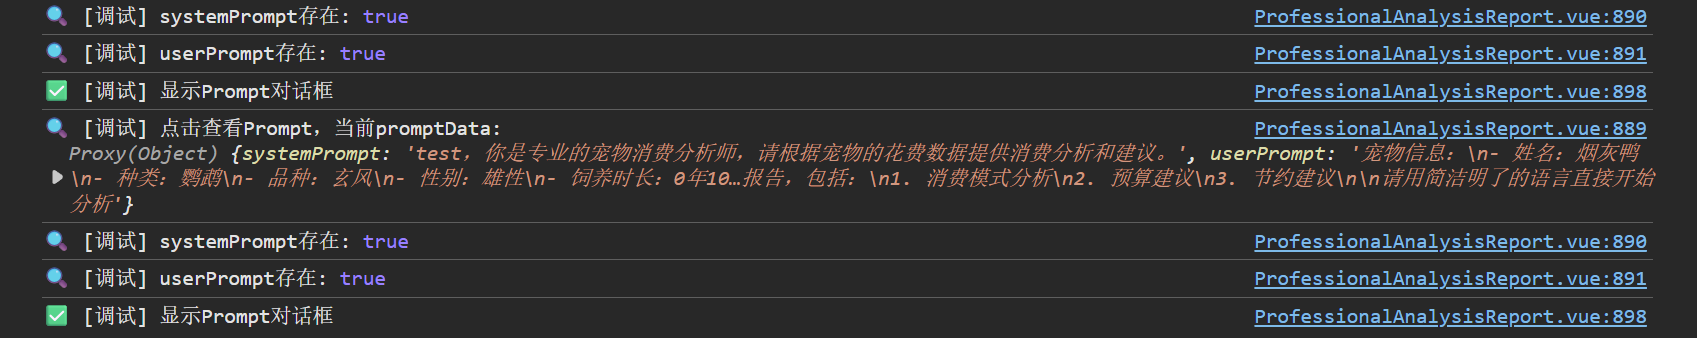 [调试] systemPrompt存在: true ProfessionalAnalysisReport.vue:890
[调试] userPrompt存在: true ProfessionalAnalysisReport.vue:891
[调试] 显示Prompt对话框 ProfessionalAnalysisReport.vue:898
[调试] 点击查看Prompt，当前promptData: ProfessionalAnalysisReport.vue:889
Proxy(Object) {systemPrompt: 'test，你是专业的宠物消费分析师，请根据宠物的花费数据提供消费分析和建议。', userPrompt: '宠物信息：\n- 姓名：烟灰鸭
\n- 种类：鹦鹉\n- 品种：玄风\n- 性别：雄性\n- 饲养时长：0年10…报告，包括：\n1. 消费模式分析\n2. 预算建议\n3. 节约建议\n\n请用简洁明了的语言直接开始
分析'}
[调试] systemPrompt存在: true ProfessionalAnalysisReport.vue:890
[调试] userPrompt存在: true ProfessionalAnalysisReport.vue:891
[调试] 显示Prompt对话框 ProfessionalAnalysisReport.vue:898